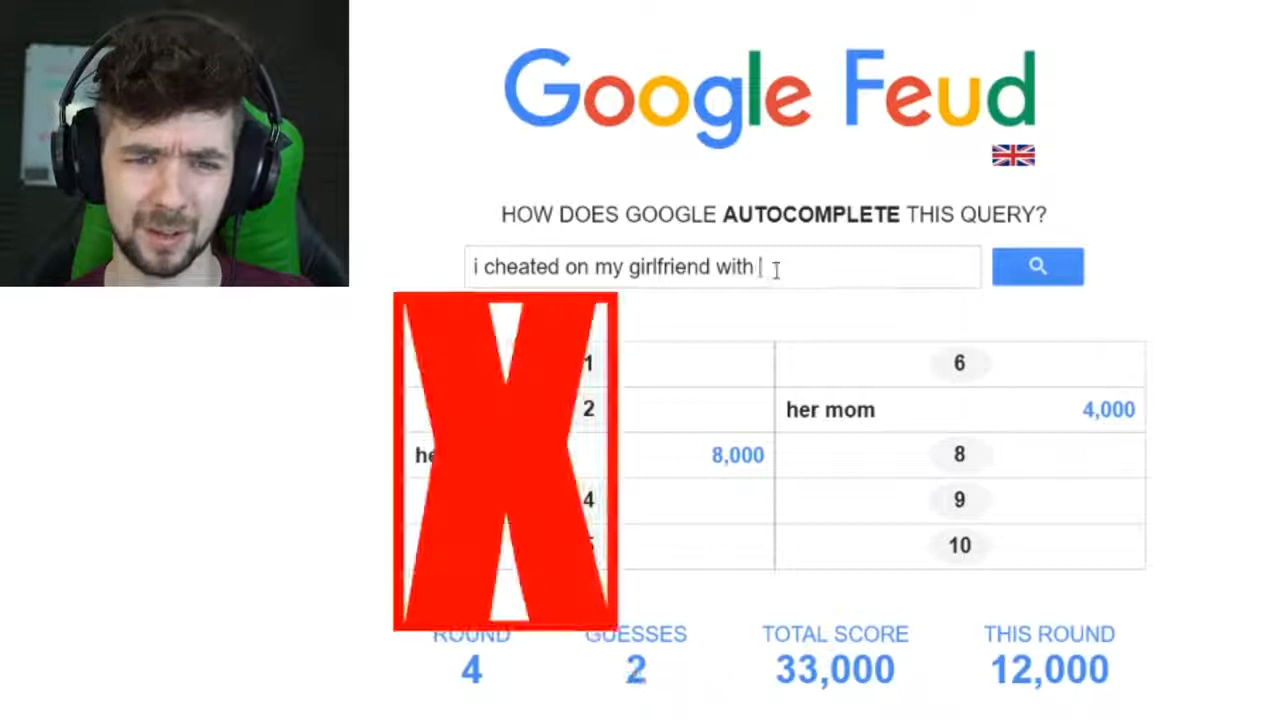 Google Feud
HOW DOES GOOGLE AUTOCOMPLETE THIS QUERY?
i cheated on my girlfriend with
X
1
6
2
her mom 4,000
8,000
8
4
9
10
ROUND GUESSES TOTAL SCORE THIS ROUND
4 2 33,000 12,000